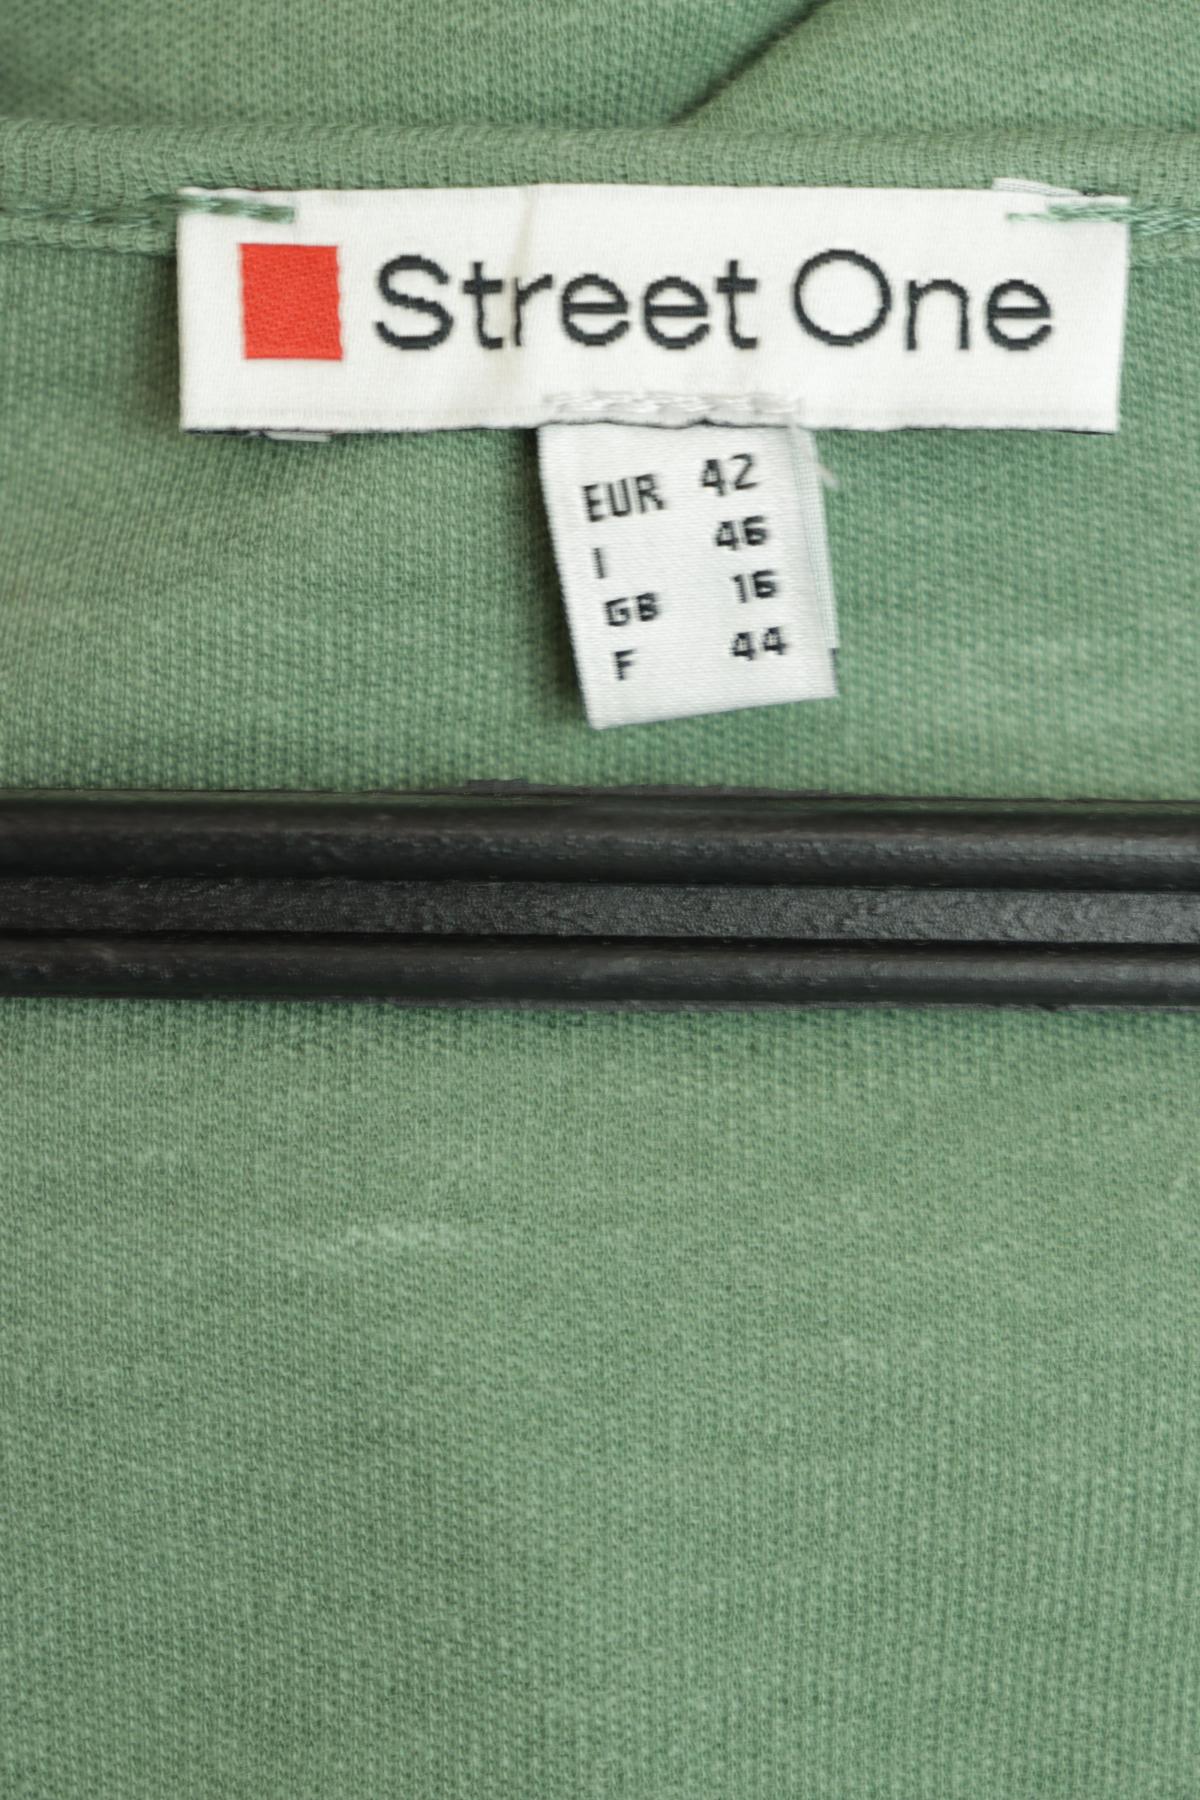 Street One
EUR 42
I 46
GB 16
F 44